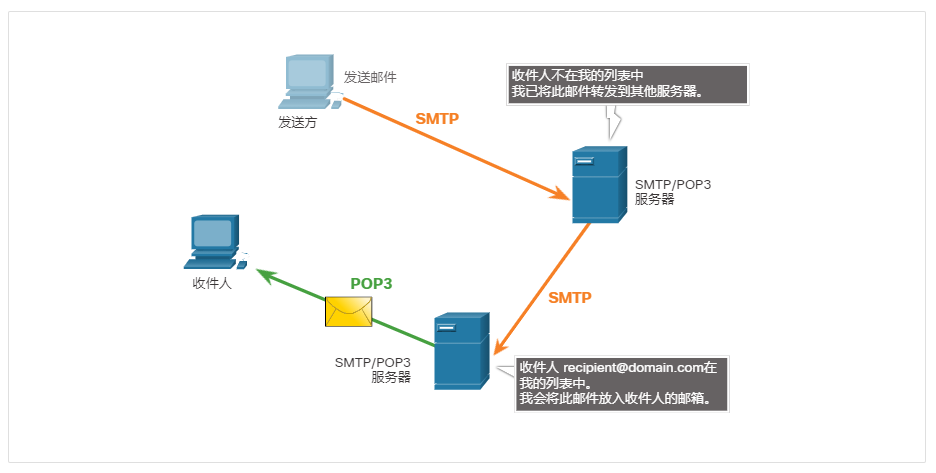 发送邮件
发送方
SMTP
收件人不在我的列表中
我已将此邮件转发到其他服务器。
SMTP/POP3
服务器
收件人
POP3
SMTP
SMTP/POP3
服务器
收件人 recipient@domain.com在
我的列表中。
我会将此邮件放入收件人的邮箱。